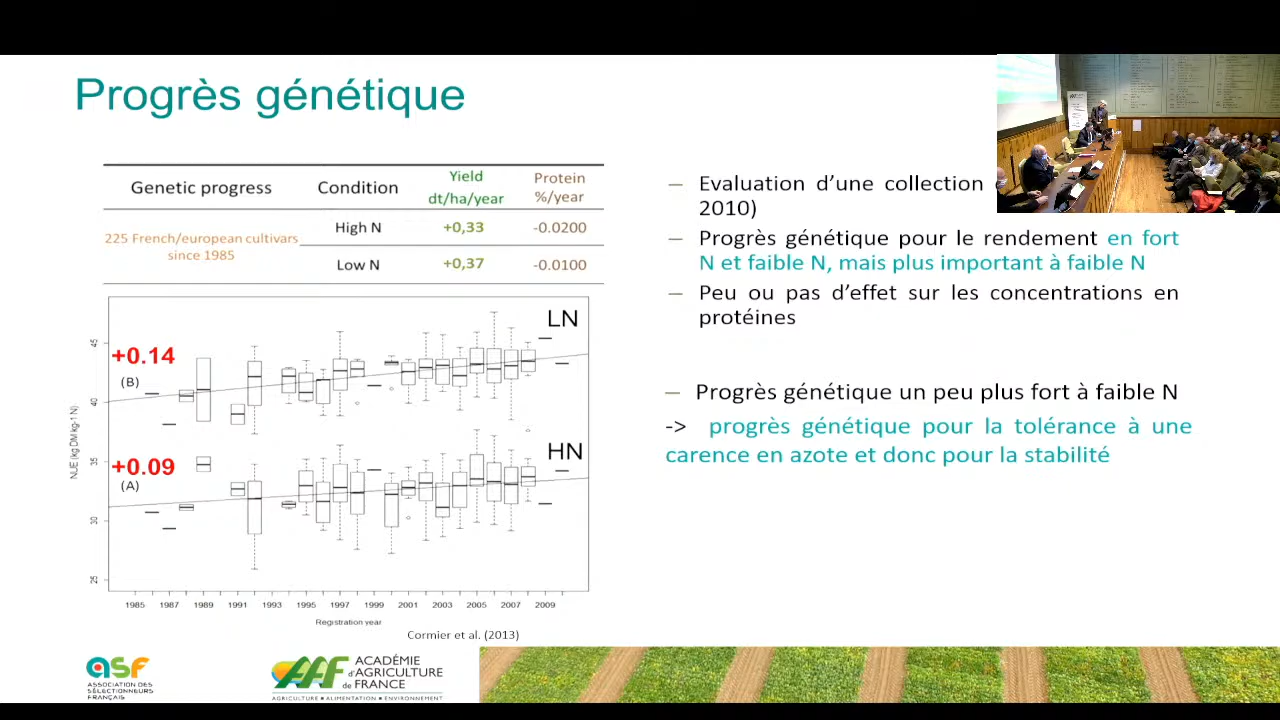 Progrès génétique
Genetic progress
Condition
Yield
dt/ha/year
Protein
%/year
225 French/european cultivars
since 1985
High N
+0,33
-0.0200
Low N
+0,37
-0.0100
LN
+0.14
(B)
HN
+0.09
(A)
NUE (kg DM kg-1 N)
45
40
35
30
25
1985 1987 1989 1991 1993 1995 1997 1999 2001 2003 2005 2007 2009
Registration year
Cormier et al. (2013)
— Evaluation d’une collection
2010)
— Progrès génétique pour le rendement en fort
N et faible N, mais plus important à faible N
— Peu ou pas d’effet sur les concentrations en
protéines
— Progrès génétique un peu plus fort à faible N
-> progrès génétique pour la tolérance à une
carence en azote et donc pour la stabilité
asf
ASSOCIATION DES
SÉLECTIONNEURS
FRANÇAIS
AAF
ACADÉMIE
d'AGRICULTURE
de FRANCE
AGRICULTURE ▪ ALIMENTATION ▪ ENVIRONNEMENT